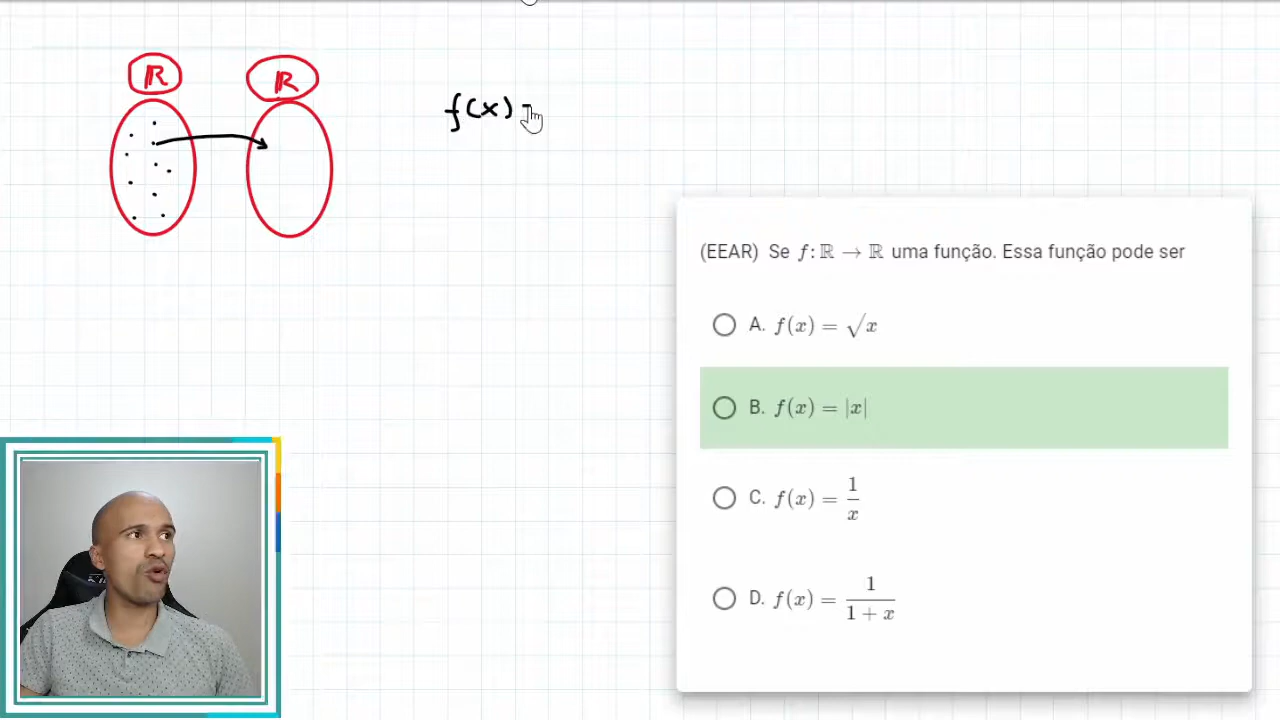 ℝ ℝ
f(x)
(EEAR) Se f: ℝ → ℝ uma função. Essa função pode ser
A. f(x) = √x
B. f(x) = |x|
C. f(x) = 1/x
D. f(x) = 1/(1 + x)